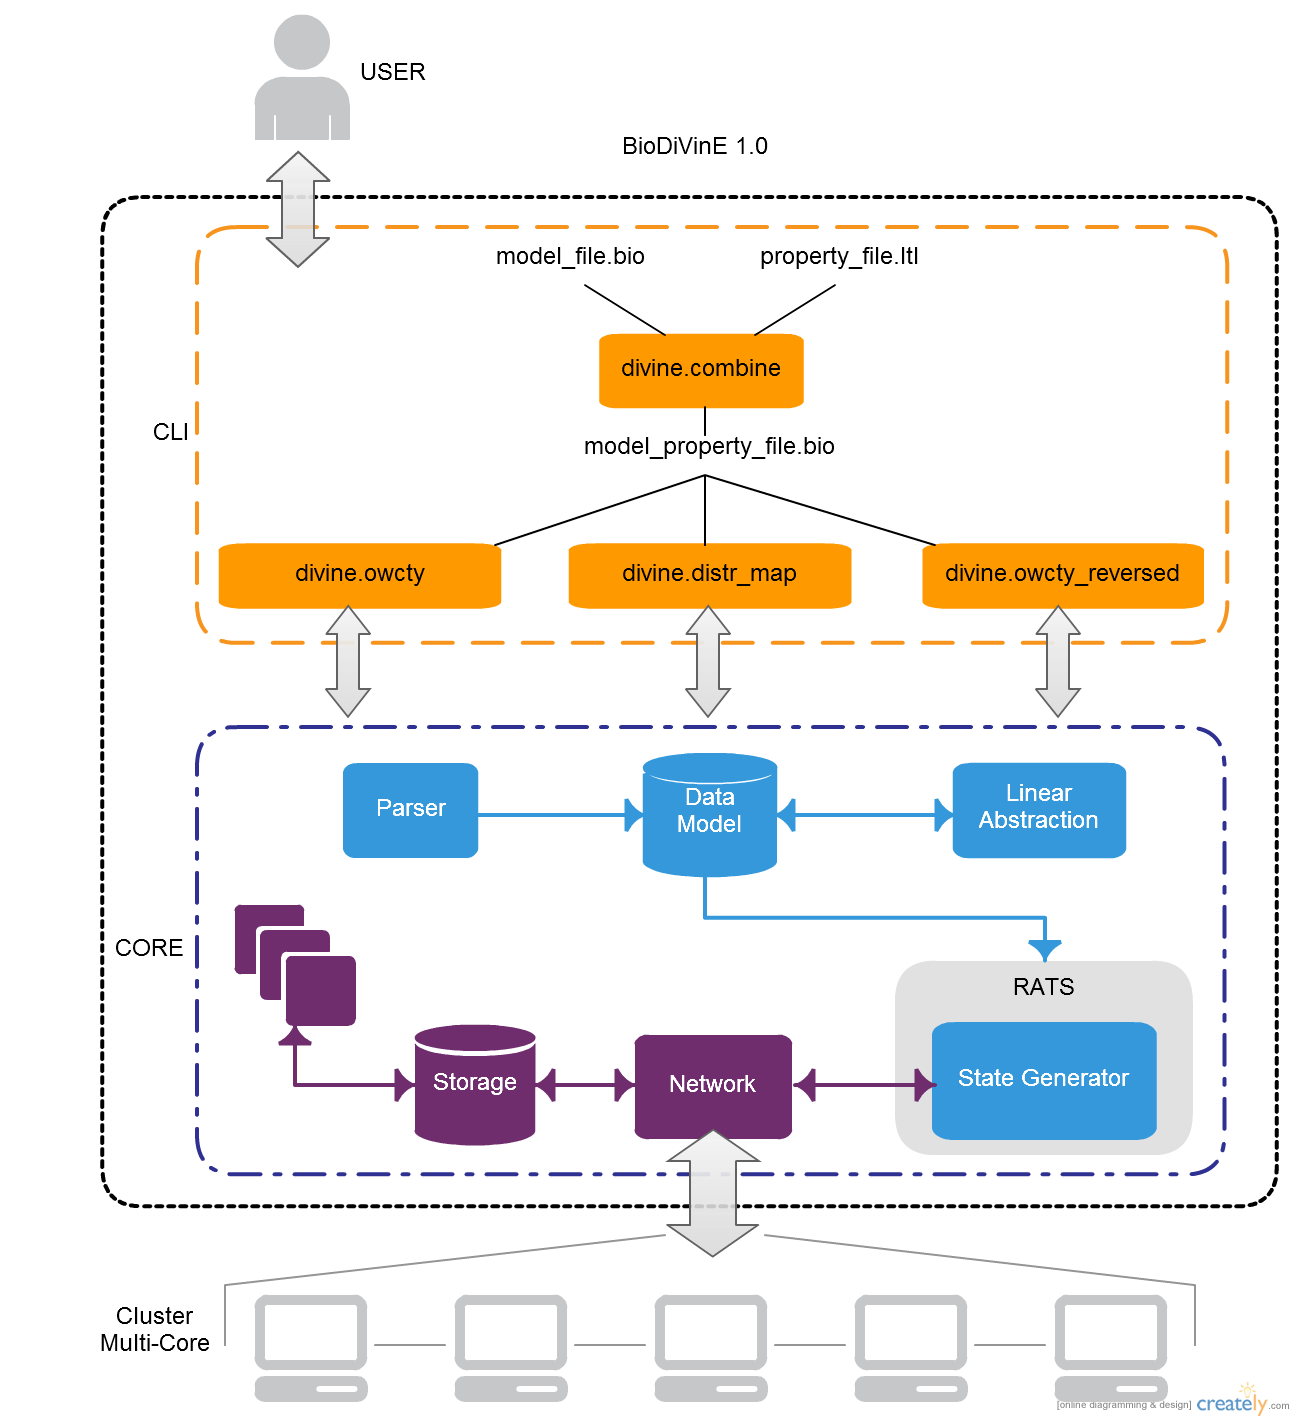 USER
BioDiVinE 1.0
model_file.bio
property_file.ltl
divine.combine
CLI
model_property_file.bio
divine.owcty
divine.distr_map
divine.owcty_reversed
Parser
Data
Model
Linear
Abstraction
CORE
RATS
Storage
Network
State Generator
Cluster
Multi-Core
[online diagramming & design] creately.com